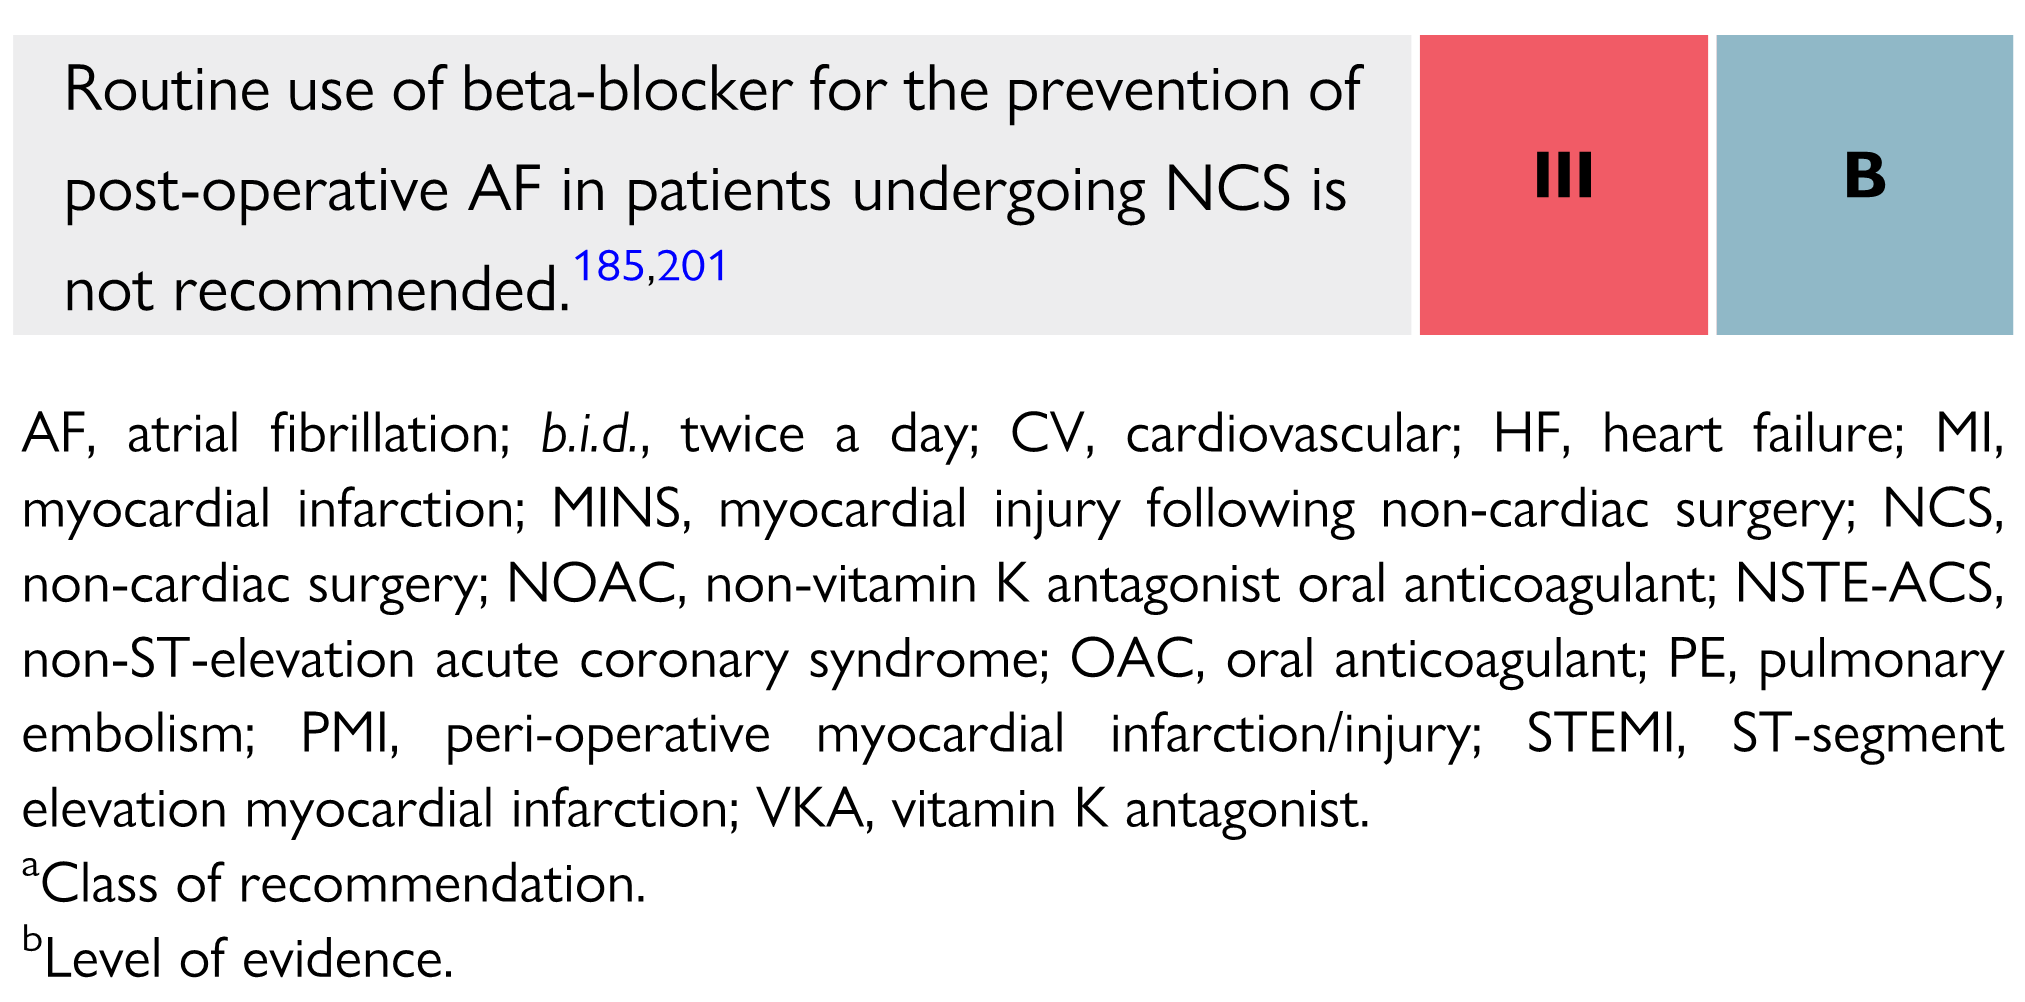 Routine use of beta-blocker for the prevention of
post-operative AF in patients undergoing NCS is
not recommended.185,201
III
B
AF, atrial fibrillation; b.i.d., twice a day; CV, cardiovascular; HF, heart failure; MI,
myocardial infarction; MINS, myocardial injury following non-cardiac surgery; NCS,
non-cardiac surgery; NOAC, non-vitamin K antagonist oral anticoagulant; NSTE-ACS,
non-ST-elevation acute coronary syndrome; OAC, oral anticoagulant; PE, pulmonary
embolism; PMI, peri-operative myocardial infarction/injury; STEMI, ST-segment
elevation myocardial infarction; VKA, vitamin K antagonist.
aClass of recommendation.
bLevel of evidence.